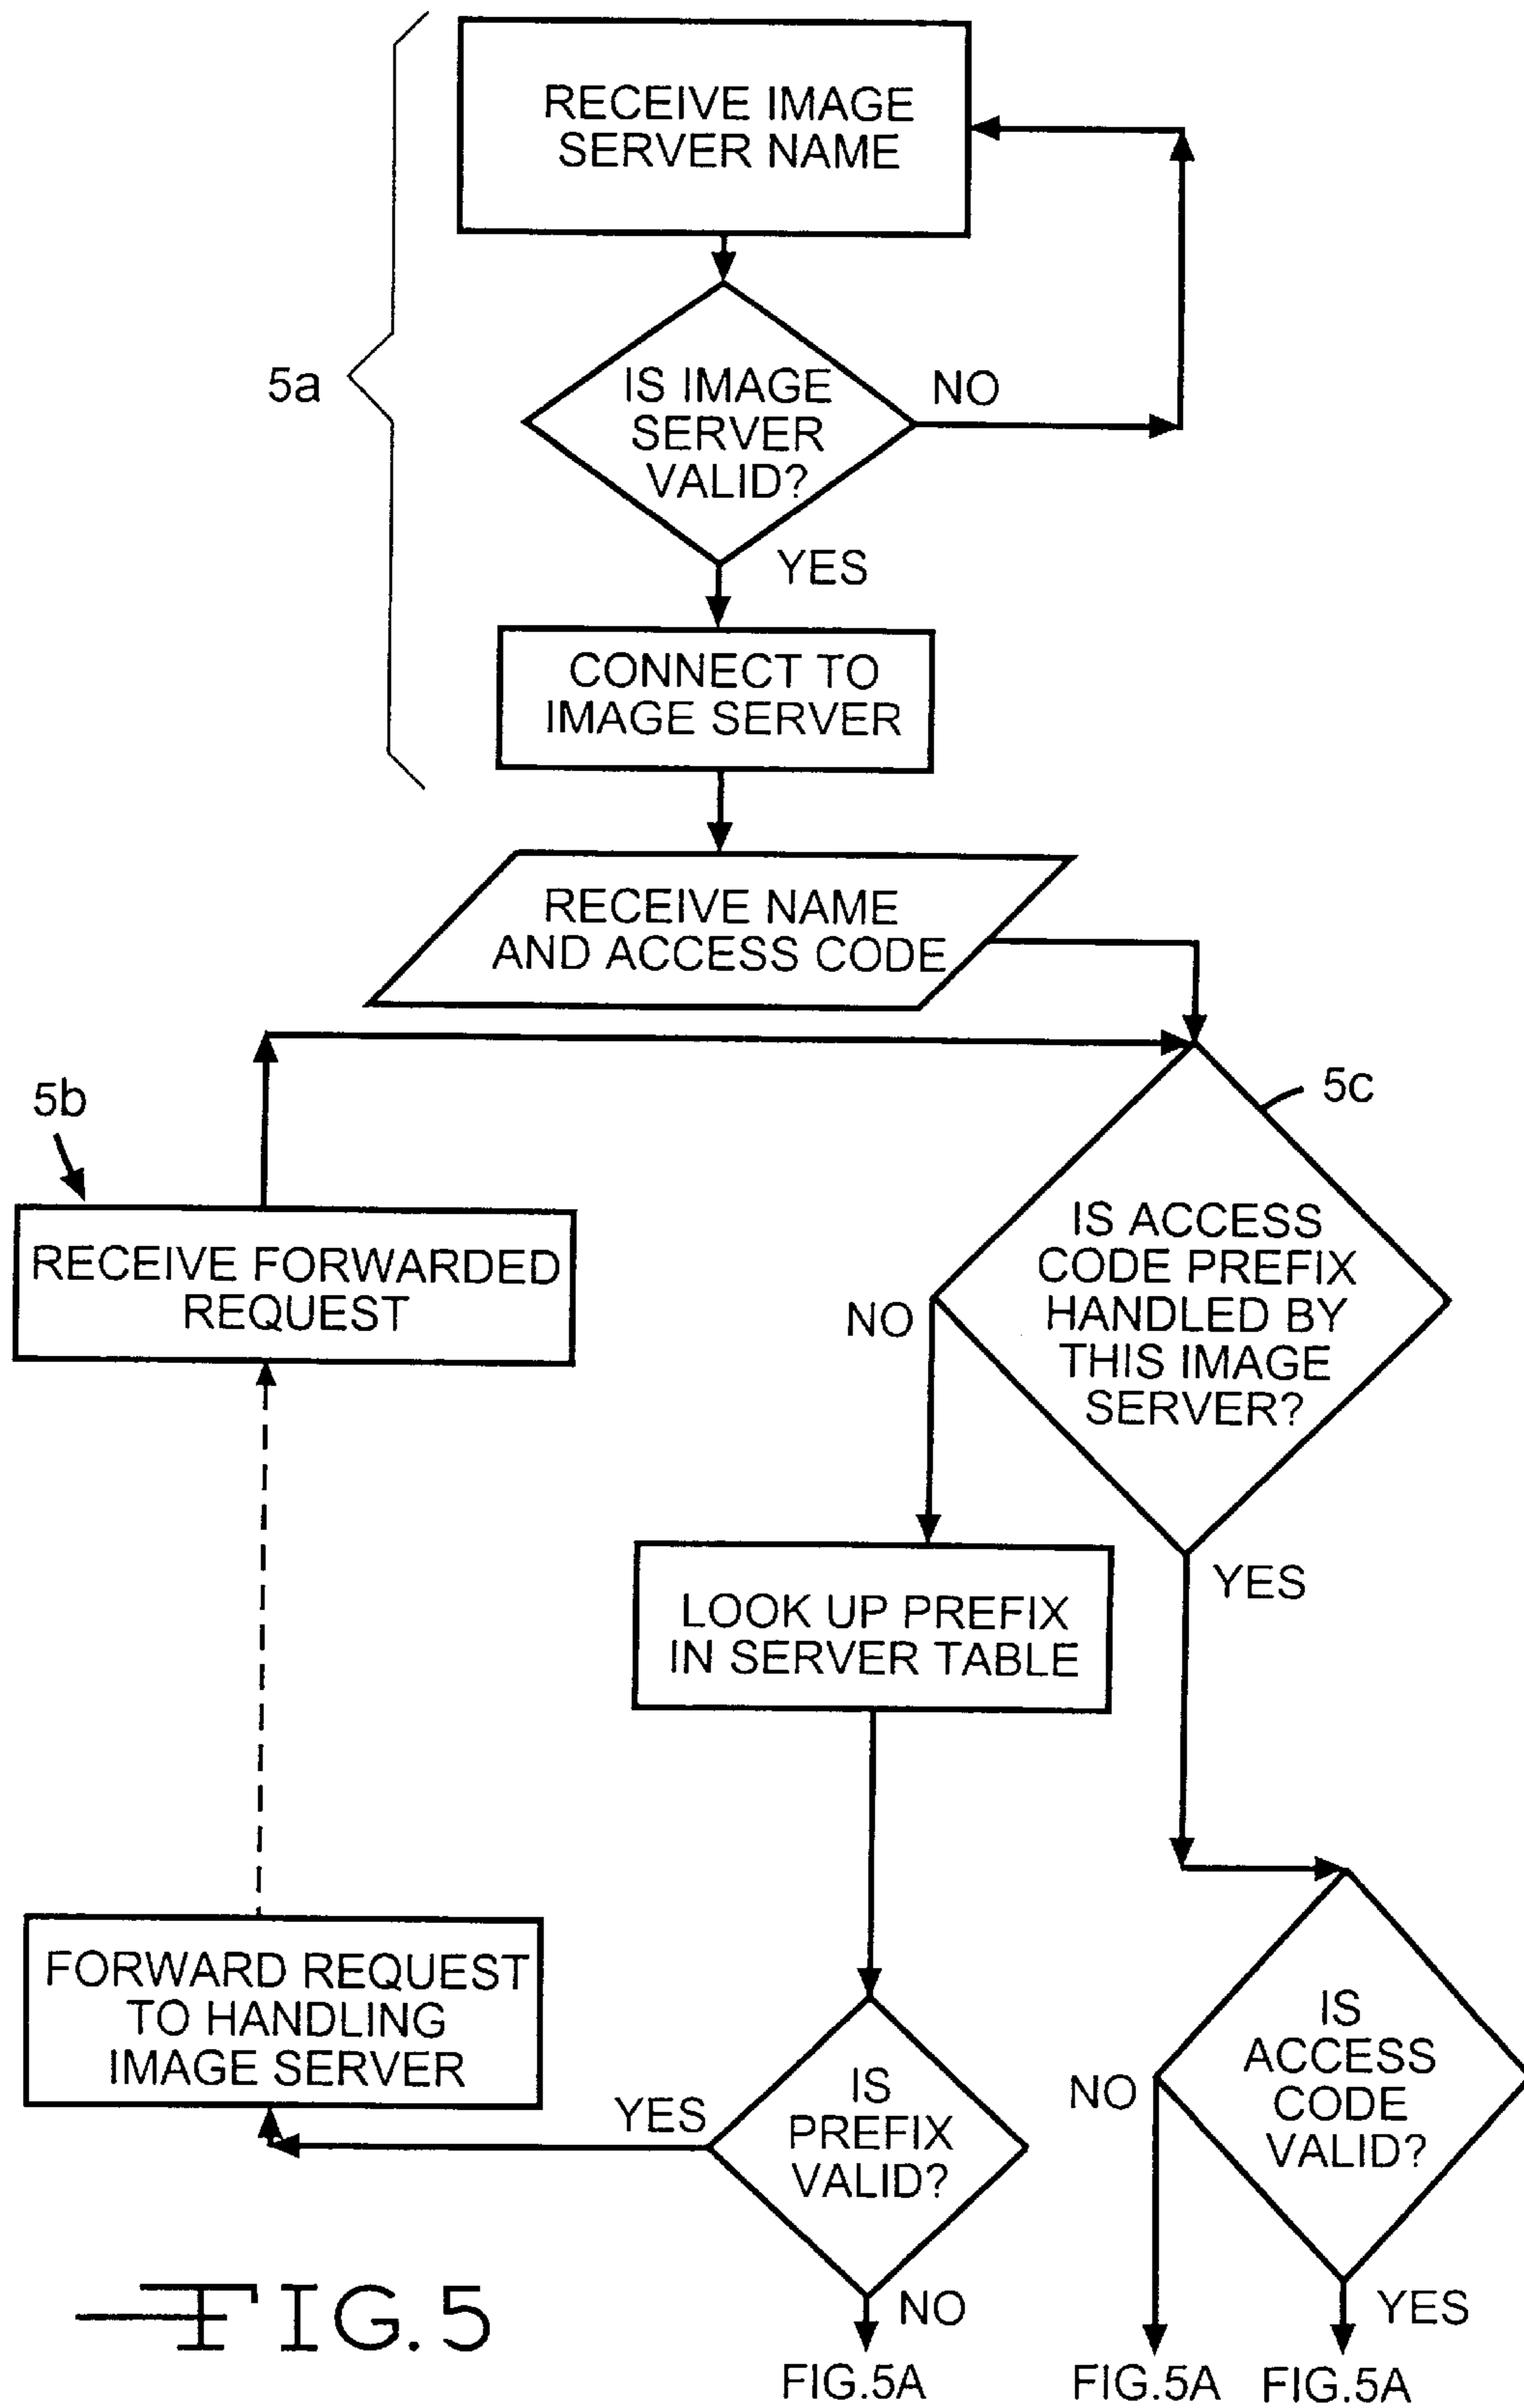 RECEIVE IMAGE
SERVER NAME
5a
IS IMAGE
SERVER
VALID?
NO
YES
CONNECT TO
IMAGE SERVER
RECEIVE NAME
AND ACCESS CODE
5b
5c
RECEIVE FORWARDED
REQUEST
IS ACCESS
CODE PREFIX
HANDLED BY
THIS IMAGE
SERVER?
NO
YES
LOOK UP PREFIX
IN SERVER TABLE
FORWARD REQUEST
TO HANDLING
IMAGE SERVER
YES
IS
PREFIX
VALID?
NO
IS
ACCESS
CODE
VALID?
NO
YES
FIG.5A
FIG.5A
FIG.5A
FIG.5